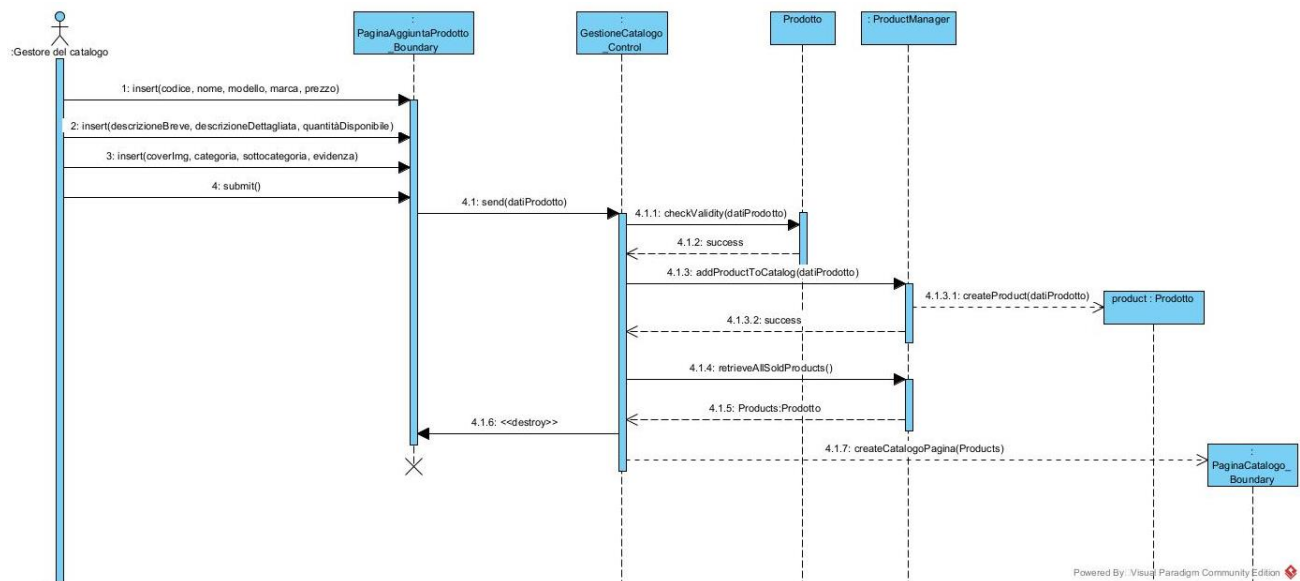 :Gestore del catalogo
:
PaginaAggiuntaProdotto
_Boundary
:
GestioneCatalogo
_Control
Prodotto
: ProductManager
1: insert(codice, nome, modello, marca, prezzo)
2: insert(descrizioneBreve, descrizioneDettagliata, quantitàDisponibile)
3: insert(coverImg, categoria, sottocategoria, evidenza)
4: submit()
4.1: send(datiProdotto)
4.1.1: checkValidity(datiProdotto)
4.1.2: success
4.1.3: addProductToCatalog(datiProdotto)
4.1.3.1: createProduct(datiProdotto)
product : Prodotto
4.1.3.2: success
4.1.4: retrieveAllSoldProducts()
4.1.5: Products:Prodotto
4.1.6: <<destroy>>
4.1.7: createCatalogoPagina(Products)
:
PaginaCatalogo_
Boundary
Powered By Visual Paradigm Community Edition